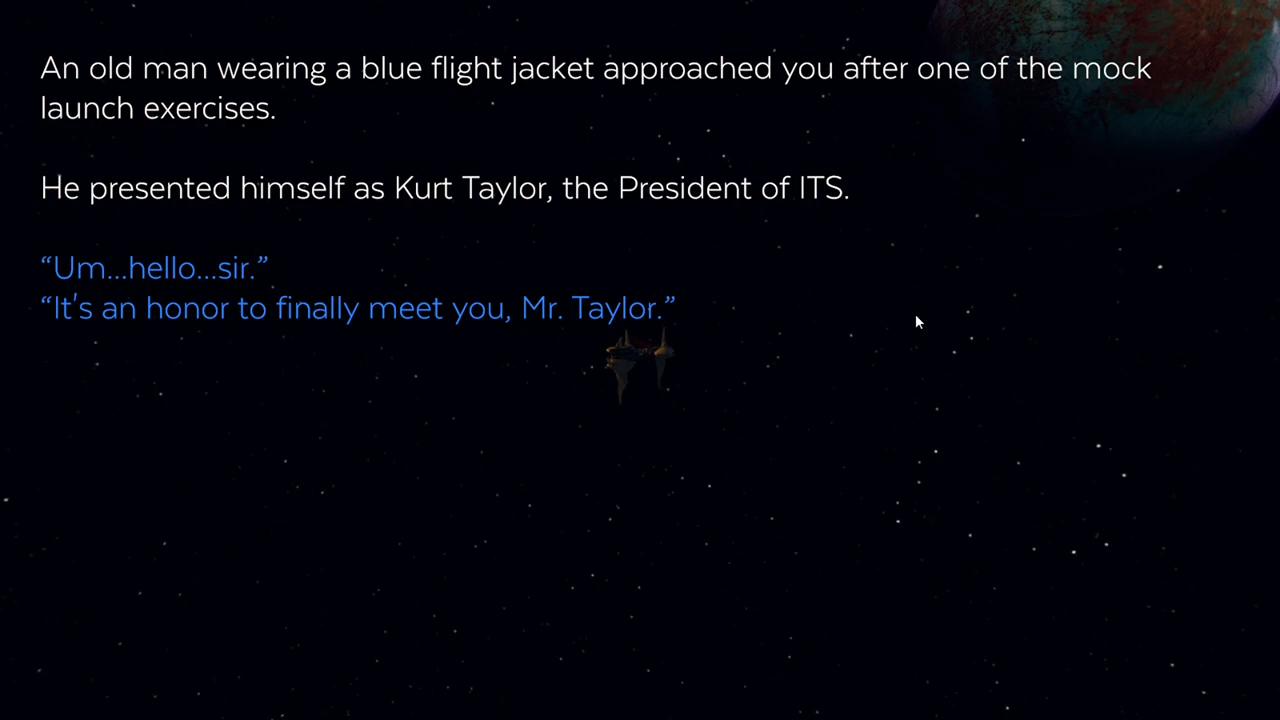 An old man wearing a blue flight jacket approached you after one of the mock
launch exercises.
He presented himself as Kurt Taylor, the President of ITS.
“Um...hello...sir.”
“It's an honor to finally meet you, Mr. Taylor.”